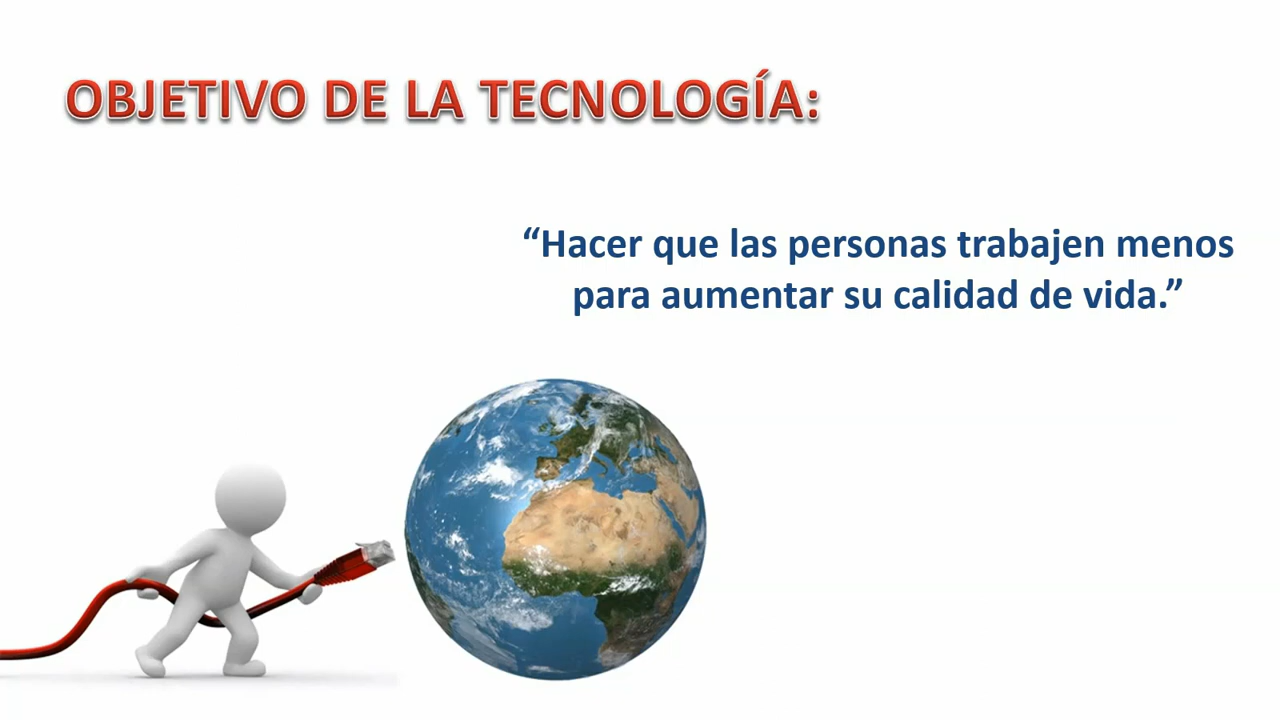 OBJETIVO DE LA TECNOLOGÍA:
“Hacer que las personas trabajen menos
para aumentar su calidad de vida.”